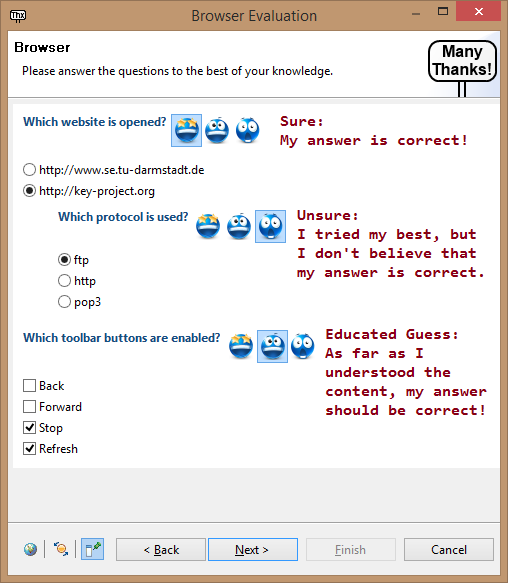 Thx
Browser Evaluation
Browser
Please answer the questions to the best of your knowledge.
Many
Thanks!
Which website is opened?
Sure:
My answer is correct!
http://www.se.tu-darmstadt.de
http://key-project.org
Which protocol is used?
Unsure:
I tried my best, but
I don't believe that
my answer is correct.
ftp
http
pop3
Which toolbar buttons are enabled?
Educated Guess:
As far as I
understood the
content, my answer
should be correct!
Back
Forward
Stop
Refresh
< Back
Next >
Finish
Cancel